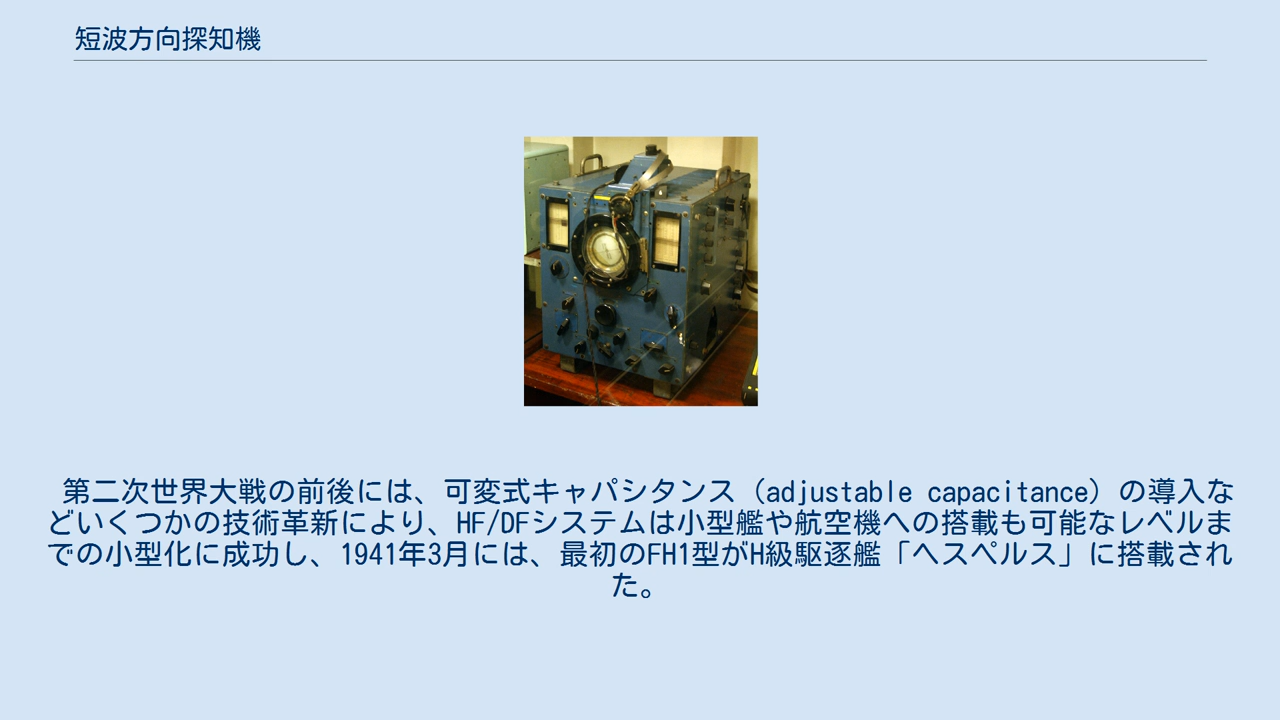 短波方向探知機
第二次世界大戦の前後には、可変式キャパシタンス（adjustable capacitance）の導入な
どいくつかの技術革新により、HF/DFシステムは小型艦や航空機への搭載も可能なレベルま
での小型化に成功し、1941年3月には、最初のFH1型がH級駆逐艦「ヘスペルス」に搭載され
た。